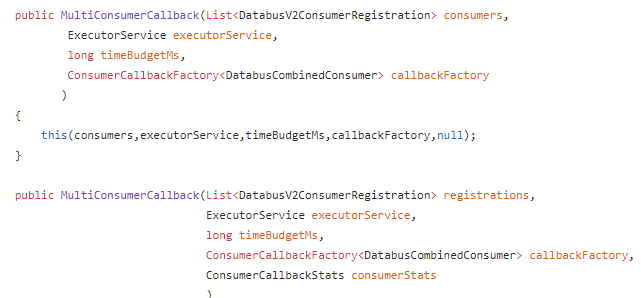 public MultiConsumerCallback(List<DatabusV2ConsumerRegistration> consumers,
ExecutorService executorService,
long timeBudgetMs,
ConsumerCallbackFactory<DatabusCombinedConsumer> callbackFactory
)
{
this(consumers,executorService,timeBudgetMs,callbackFactory,null);
}
public MultiConsumerCallback(List<DatabusV2ConsumerRegistration> registrations,
ExecutorService executorService,
long timeBudgetMs,
ConsumerCallbackFactory<DatabusCombinedConsumer> callbackFactory,
ConsumerCallbackStats consumerStats
)